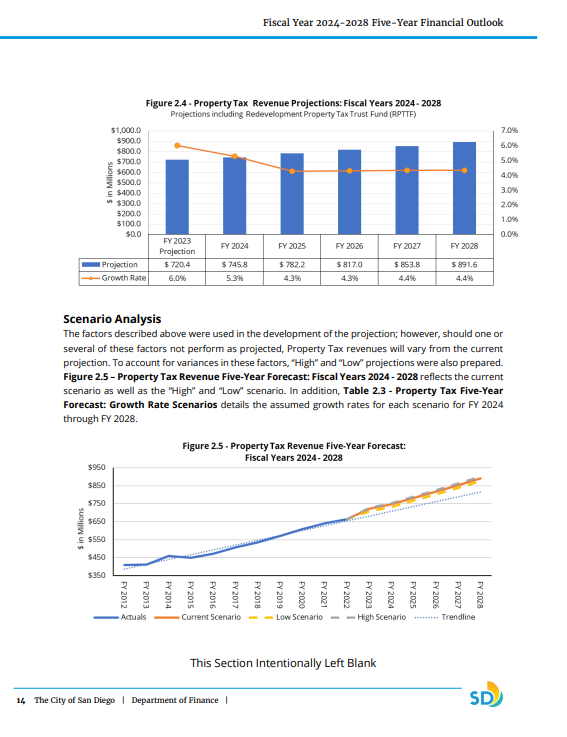 Fiscal Year 2024-2028 Five-Year Financial Outlook
Figure 2.4 - Property Tax Revenue Projections: Fiscal Years 2024 - 2028
Projections including Redevelopment Property Tax Trust Fund (RPTTF)
$ in Millions
$1,000.0
$900.0
$800.0
$700.0
$600.0
$500.0
$400.0
$300.0
$200.0
$100.0
$0.0
7.0%
6.0%
5.0%
4.0%
3.0%
2.0%
1.0%
0.0%
FY 2023 Projection FY 2024 FY 2025 FY 2026 FY 2027 FY 2028
Projection $ 720.4 $ 745.8 $ 782.2 $ 817.0 $ 853.8 $ 891.6
Growth Rate 6.0% 5.3% 4.3% 4.3% 4.4% 4.4%
Scenario Analysis
The factors described above were used in the development of the projection; however, should one or
several of these factors not perform as projected, Property Tax revenues will vary from the current
projection. To account for variances in these factors, “High” and “Low” projections were also prepared.
Figure 2.5 – Property Tax Revenue Five-Year Forecast: Fiscal Years 2024 - 2028 reflects the current
scenario as well as the “High” and “Low” scenario. In addition, Table 2.3 - Property Tax Five-Year
Forecast: Growth Rate Scenarios details the assumed growth rates for each scenario for FY 2024
through FY 2028.
Figure 2.5 - Property Tax Revenue Five-Year Forecast:
Fiscal Years 2024 - 2028
$ in Millions
$950
$850
$750
$650
$550
$450
$350
FY 2012 FY 2013 FY 2014 FY 2015 FY 2016 FY 2017 FY 2018 FY 2019 FY 2020 FY 2021 FY 2022 FY 2023 FY 2024 FY 2025 FY 2026 FY 2027 FY 2028
Actuals Current Scenario Low Scenario High Scenario Trendline
This Section Intentionally Left Blank
14 The City of San Diego | Department of Finance |
SD